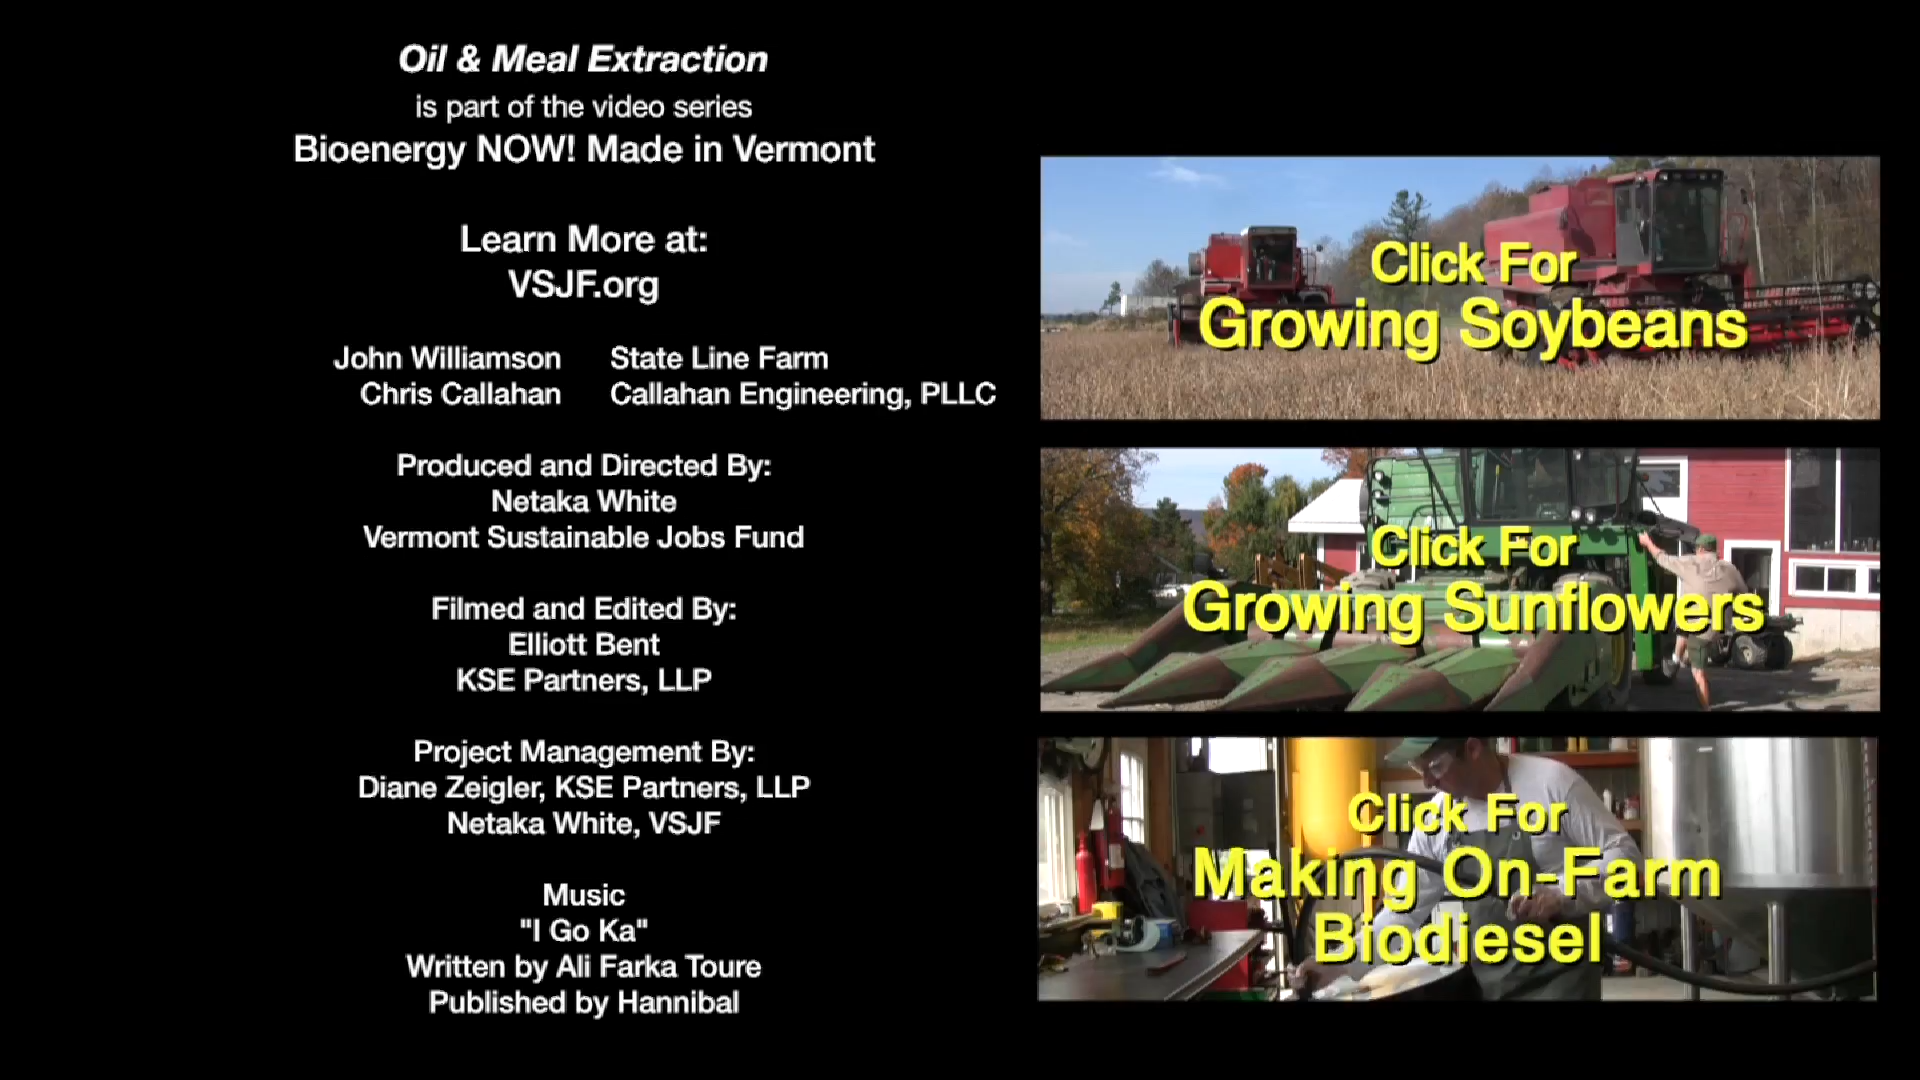 Oil & Meal Extraction
is part of the video series
Bioenergy NOW! Made in Vermont
Learn More at:
VSJF.org
John Williamson State Line Farm
Chris Callahan Callahan Engineering, PLLC
Produced and Directed By:
Netaka White
Vermont Sustainable Jobs Fund
Filmed and Edited By:
Elliott Bent
KSE Partners, LLP
Project Management By:
Diane Zeigler, KSE Partners, LLP
Netaka White, VSJF
Music
"I Go Ka"
Written by Ali Farka Toure
Published by Hannibal
Click For
Growing Soybeans
Click For
Growing Sunflowers
Click For
Making On-Farm
Biodiesel